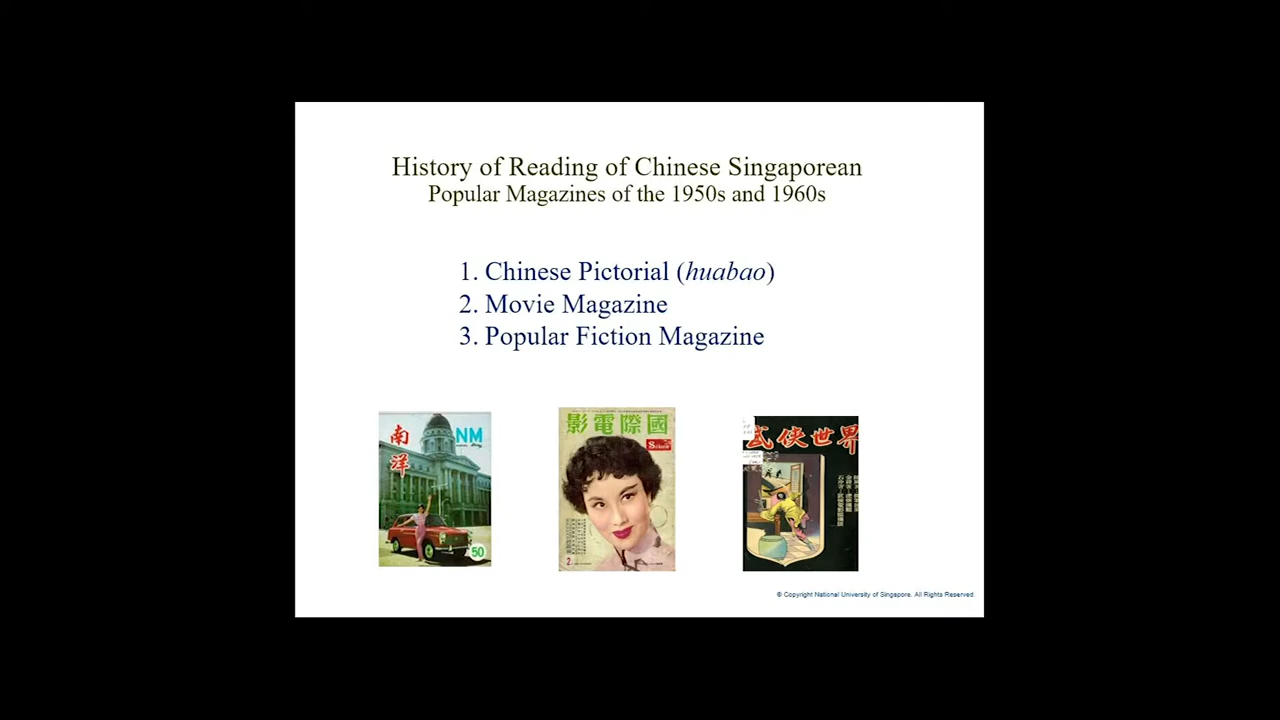 History of Reading of Chinese Singaporean
Popular Magazines of the 1950s and 1960s
1. Chinese Pictorial (huabao)
2. Movie Magazine
3. Popular Fiction Magazine
南洋
NM
50
影電際國
2
武俠世界
© Copyright National University of Singapore. All Rights Reserved.